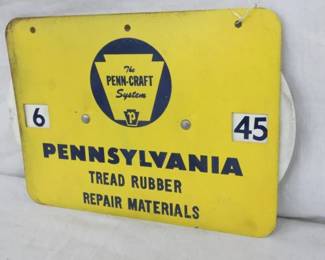 The
PENN-CRAFT
System
P
6
45
PENNSYLVANIA
TREAD RUBBER
REPAIR MATERIALS